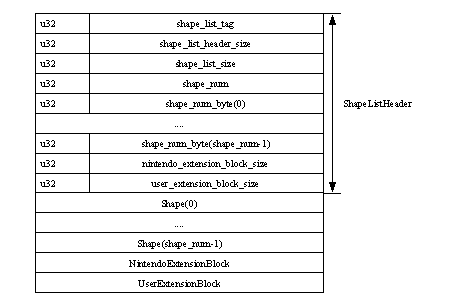 u32 shape_list_tag
u32 shape_list_header_size
u32 shape_list_size
u32 shape_num
u32 shape_num_byte(0)
ShapeListHeader
....
u32 shape_num_byte(shape_num-1)
u32 nintendo_extension_block_size
u32 user_extension_block_size
Shape(0)
....
Shape(shape_num-1)
NintendoExtensionBlock
UserExtensionBlock